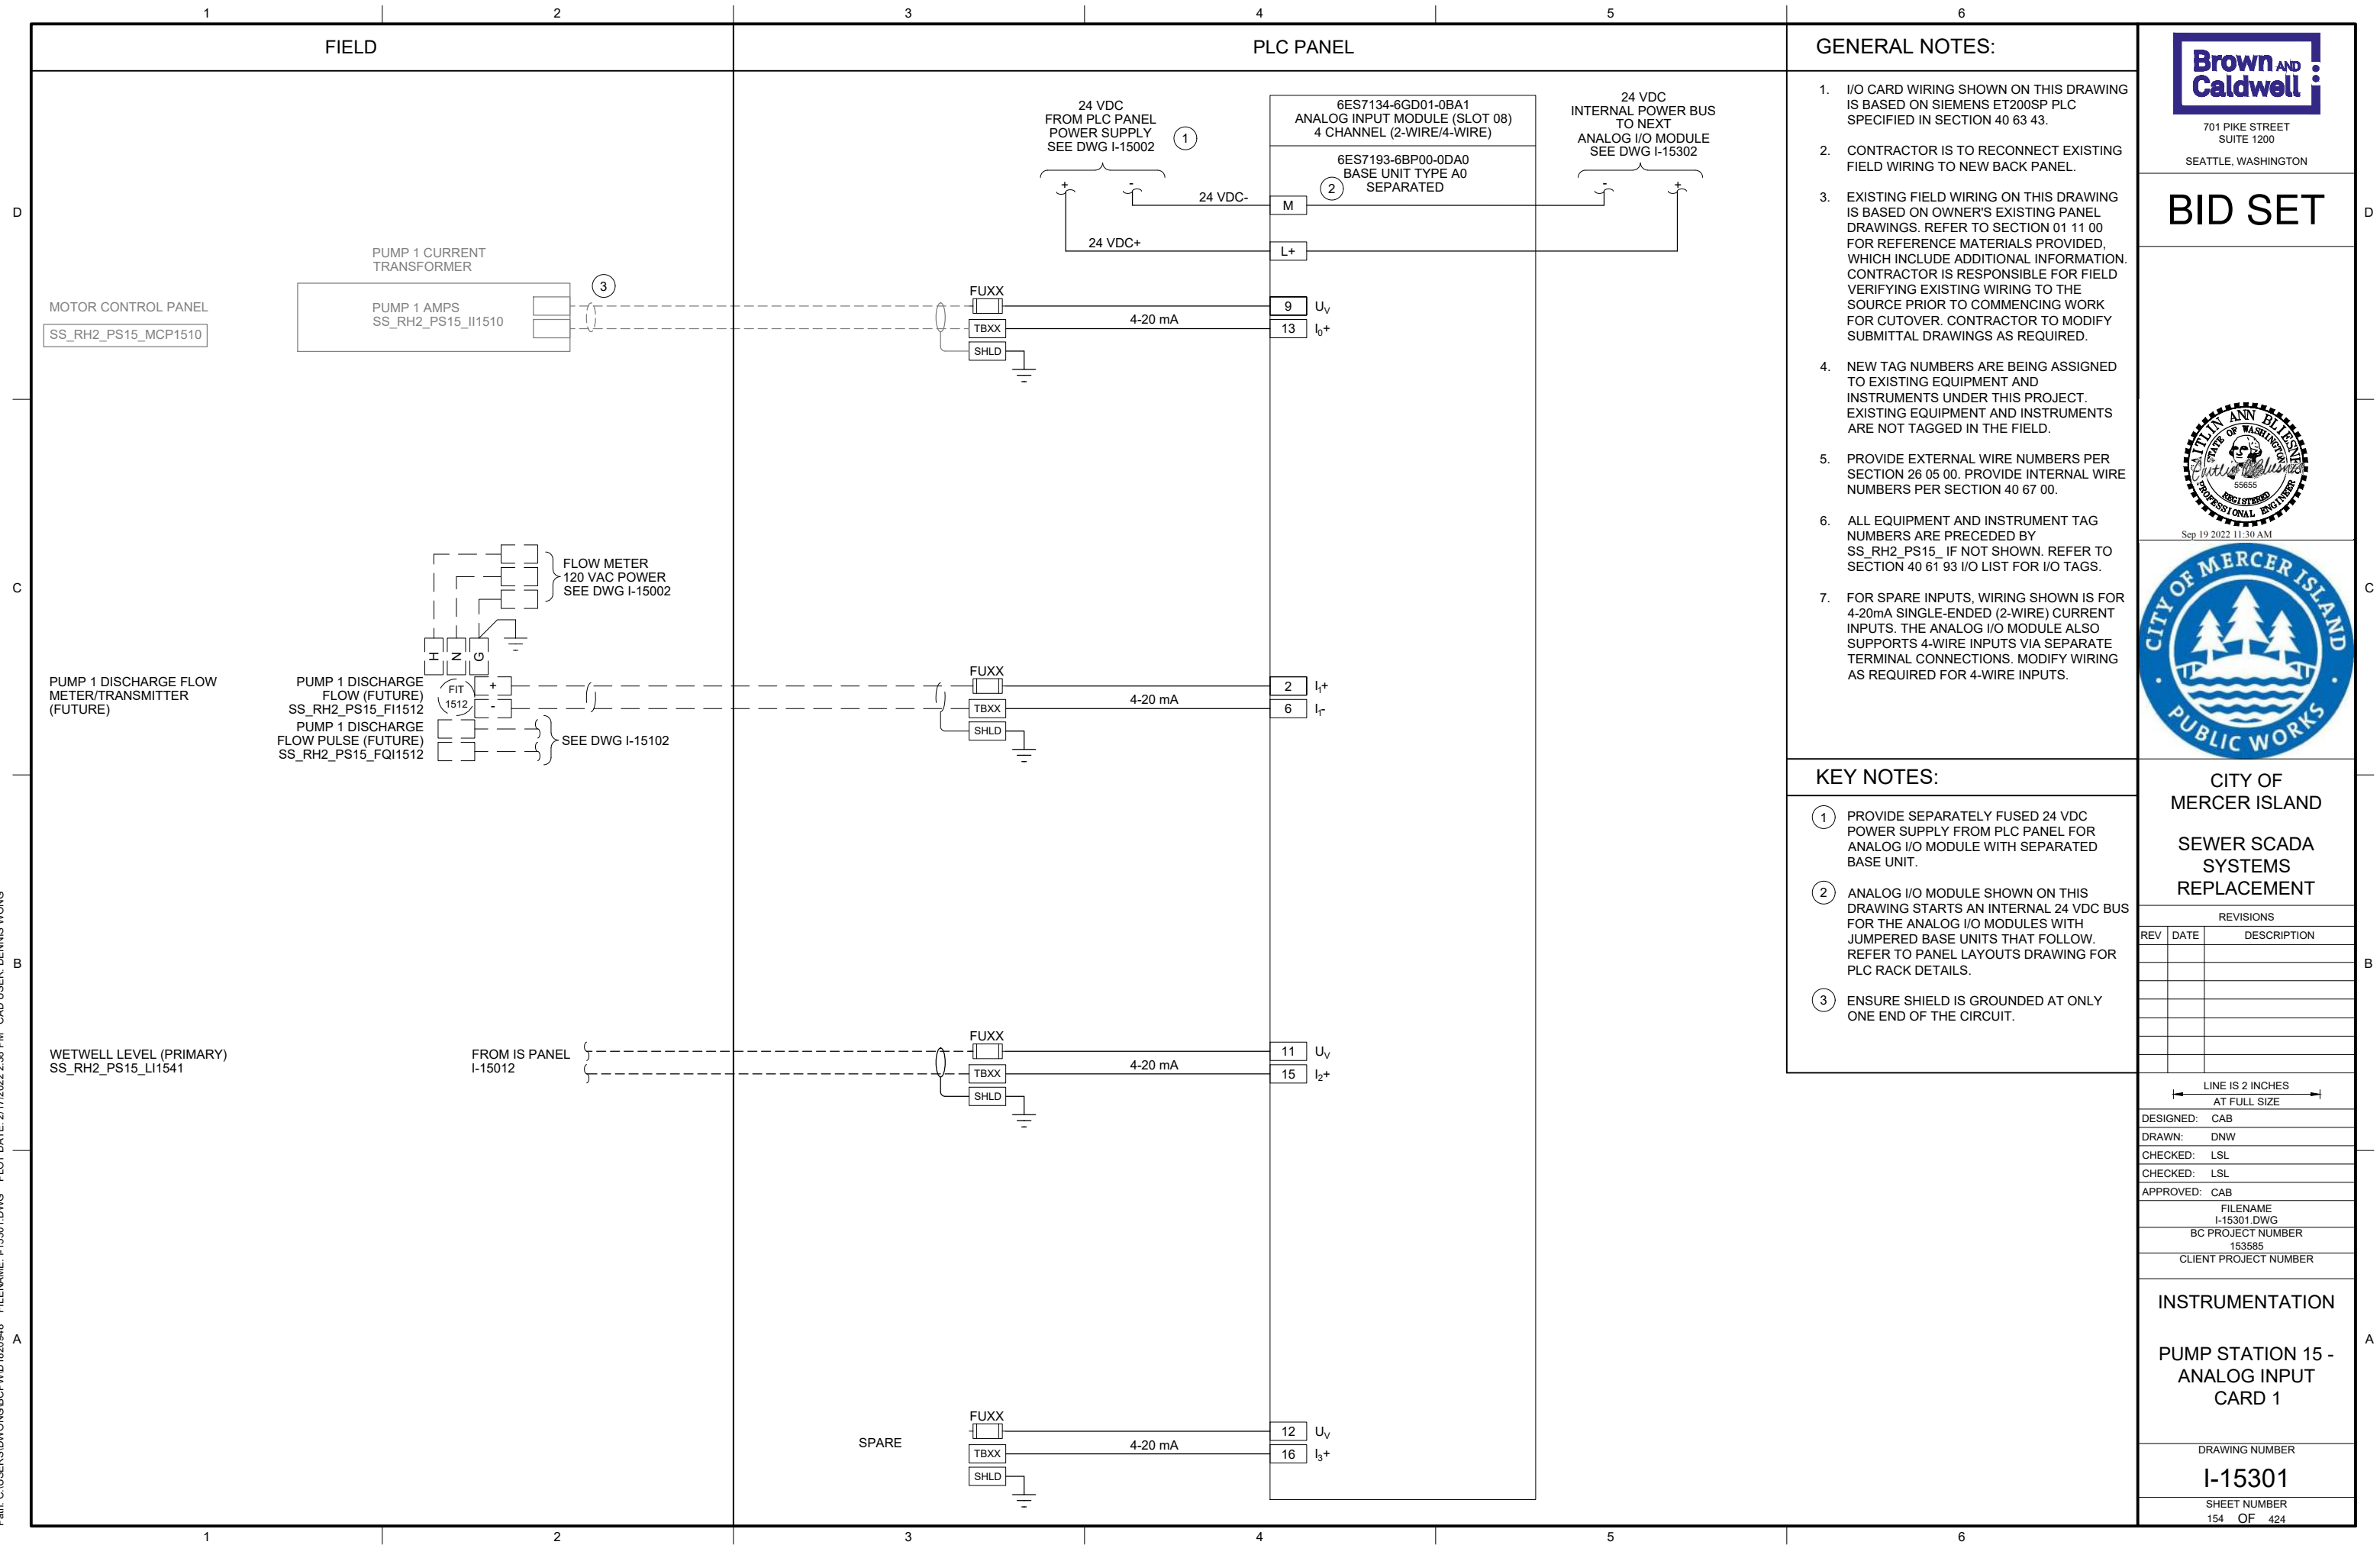 1 2 3 4 5 6
FIELD
PLC PANEL
24 VDC
FROM PLC PANEL
POWER SUPPLY
SEE DWG I-15002
1
6ES7134-6GD01-0BA1
ANALOG INPUT MODULE (SLOT 08)
4 CHANNEL (2-WIRE/4-WIRE)
6ES7193-6BP00-0DA0
BASE UNIT TYPE A0
SEPARATED
2
24 VDC
INTERNAL POWER BUS
TO NEXT
ANALOG I/O MODULE
SEE DWG I-15302
+ -
- +
24 VDC- M
24 VDC+ L+
D
PUMP 1 CURRENT
TRANSFORMER
MOTOR CONTROL PANEL
SS_RH2_PS15_MCP1510
PUMP 1 AMPS
SS_RH2_PS15_II1510
3
FUXX
9 UV
TBXX 4-20 mA 13 I0+
SHLD
C
FLOW METER
120 VAC POWER
SEE DWG I-15002
H N G
PUMP 1 DISCHARGE FLOW
METER/TRANSMITTER
(FUTURE)
PUMP 1 DISCHARGE
FLOW (FUTURE)
SS_RH2_PS15_FI1512
FIT
1512
+
-
PUMP 1 DISCHARGE
FLOW PULSE (FUTURE)
SS_RH2_PS15_FQI1512
SEE DWG I-15102
FUXX
2 I1+
TBXX 4-20 mA 6 I1-
SHLD
B
WETWELL LEVEL (PRIMARY)
SS_RH2_PS15_LI1541
FROM IS PANEL
I-15012
FUXX
11 UV
TBXX 4-20 mA 15 I2+
SHLD
A
SPARE
FUXX
12 UV
TBXX 4-20 mA 16 I3+
SHLD
GENERAL NOTES:
1. I/O CARD WIRING SHOWN ON THIS DRAWING
IS BASED ON SIEMENS ET200SP PLC
SPECIFIED IN SECTION 40 63 43.
2. CONTRACTOR IS TO RECONNECT EXISTING
FIELD WIRING TO NEW BACK PANEL.
3. EXISTING FIELD WIRING ON THIS DRAWING
IS BASED ON OWNER'S EXISTING PANEL
DRAWINGS. REFER TO SECTION 01 11 00
FOR REFERENCE MATERIALS PROVIDED,
WHICH INCLUDE ADDITIONAL INFORMATION.
CONTRACTOR IS RESPONSIBLE FOR FIELD
VERIFYING EXISTING WIRING TO THE
SOURCE PRIOR TO COMMENCING WORK
FOR CUTOVER. CONTRACTOR TO MODIFY
SUBMITTAL DRAWINGS AS REQUIRED.
4. NEW TAG NUMBERS ARE BEING ASSIGNED
TO EXISTING EQUIPMENT AND
INSTRUMENTS UNDER THIS PROJECT.
EXISTING EQUIPMENT AND INSTRUMENTS
ARE NOT TAGGED IN THE FIELD.
5. PROVIDE EXTERNAL WIRE NUMBERS PER
SECTION 26 05 00. PROVIDE INTERNAL WIRE
NUMBERS PER SECTION 40 67 00.
6. ALL EQUIPMENT AND INSTRUMENT TAG
NUMBERS ARE PRECEDED BY
SS_RH2_PS15_ IF NOT SHOWN. REFER TO
SECTION 40 61 93 I/O LIST FOR I/O TAGS.
7. FOR SPARE INPUTS, WIRING SHOWN IS FOR
4-20mA SINGLE-ENDED (2-WIRE) CURRENT
INPUTS. THE ANALOG I/O MODULE ALSO
SUPPORTS 4-WIRE INPUTS VIA SEPARATE
TERMINAL CONNECTIONS. MODIFY WIRING
AS REQUIRED FOR 4-WIRE INPUTS.
KEY NOTES:
1 PROVIDE SEPARATELY FUSED 24 VDC
POWER SUPPLY FROM PLC PANEL FOR
ANALOG I/O MODULE WITH SEPARATED
BASE UNIT.
2 ANALOG I/O MODULE SHOWN ON THIS
DRAWING STARTS AN INTERNAL 24 VDC BUS
FOR THE ANALOG I/O MODULES WITH
JUMPERED BASE UNITS THAT FOLLOW.
REFER TO PANEL LAYOUTS DRAWING FOR
PLC RACK DETAILS.
3 ENSURE SHIELD IS GROUNDED AT ONLY
ONE END OF THE CIRCUIT.
Brown AND
Caldwell
701 PIKE STREET
SUITE 1200
SEATTLE, WASHINGTON
BID SET
D
CAITLIN ANN BLIESNER
STATE OF WASHINGTON
55655
REGISTERED
PROFESSIONAL ENGINEER
Sep 19 2022 11:30 AM
CITY OF MERCER ISLAND
PUBLIC WORKS
C
CITY OF
MERCER ISLAND
SEWER SCADA
SYSTEMS
REPLACEMENT
REVISIONS
REV DATE DESCRIPTION
B
LINE IS 2 INCHES
AT FULL SIZE
DESIGNED: CAB
DRAWN: DNW
CHECKED: LSL
CHECKED: LSL
APPROVED: CAB
FILENAME
I-15301.DWG
BC PROJECT NUMBER
153585
CLIENT PROJECT NUMBER
INSTRUMENTATION
A
PUMP STATION 15 -
ANALOG INPUT
CARD 1
DRAWING NUMBER
I-15301
SHEET NUMBER
154 OF 424
1 2 3 4 5 6